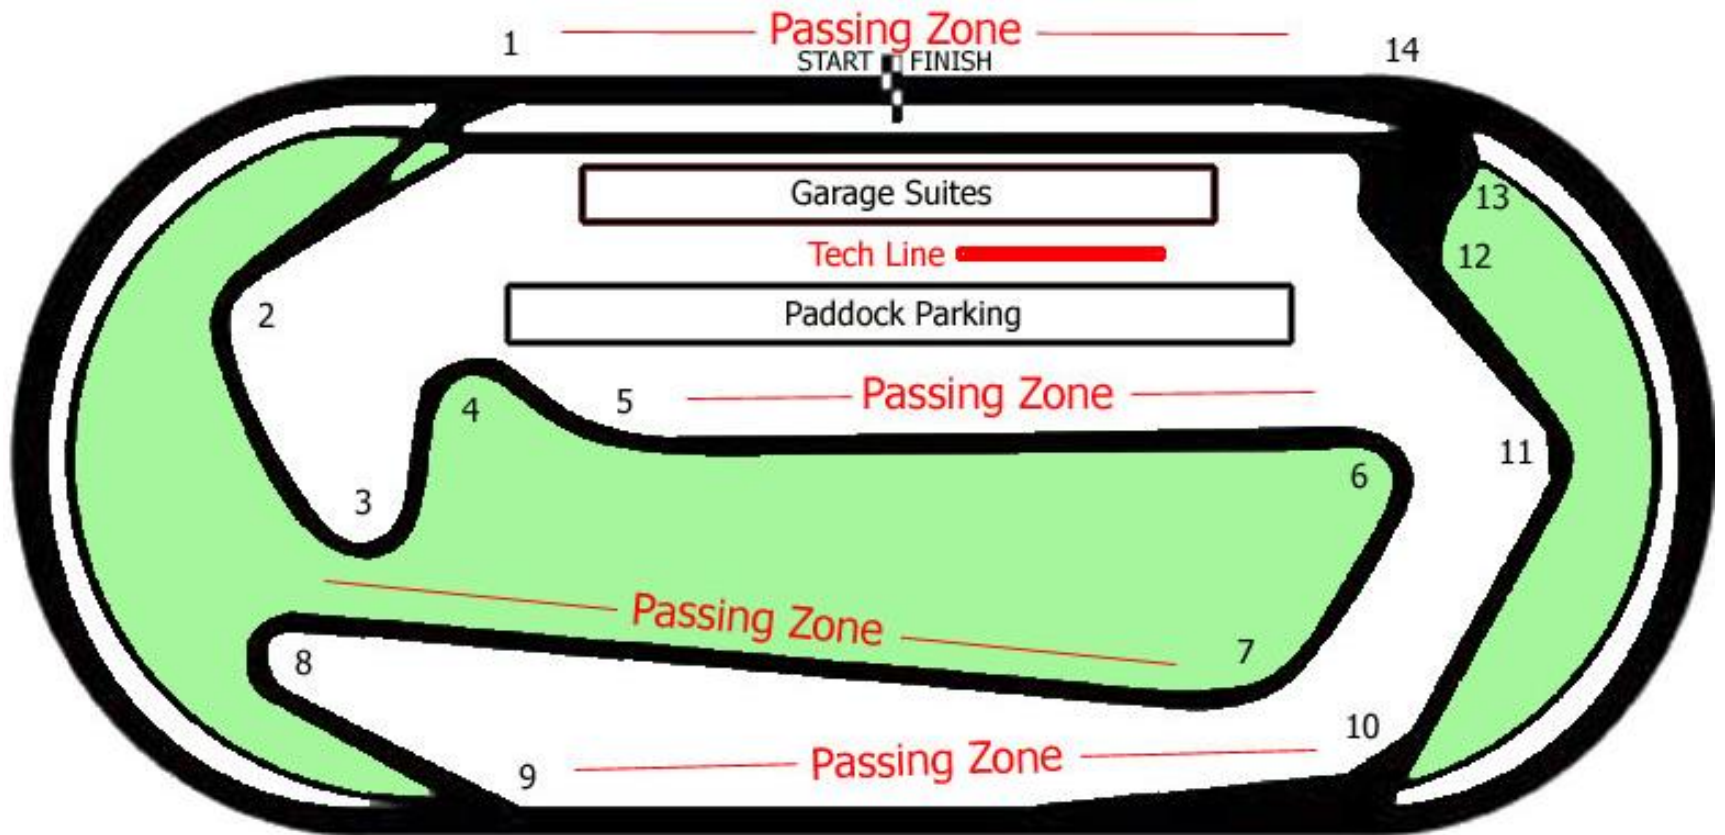 Passing Zone
1
START FINISH
14
Garage Suites
13
Tech Line
12
2
Paddock Parking
Passing Zone
5
4
11
6
3
Passing Zone
7
8
10
Passing Zone
9